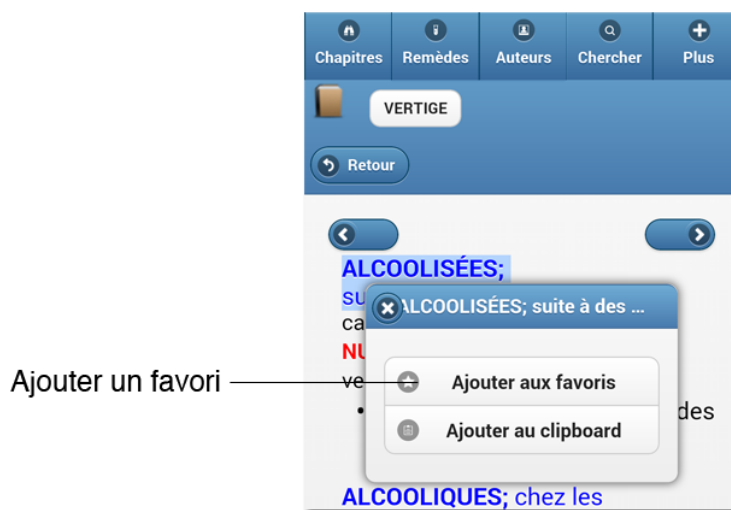 Chapitres Remèdes Auteurs Chercher Plus
VERTIGE
Retour
ALCOOLISÉES;
su
ALCOOLISÉES; suite à des ...
ca
NU
ve
Ajouter un favori
Ajouter aux favoris
• des
Ajouter au clipboard
ALCOOLIQUES; chez les